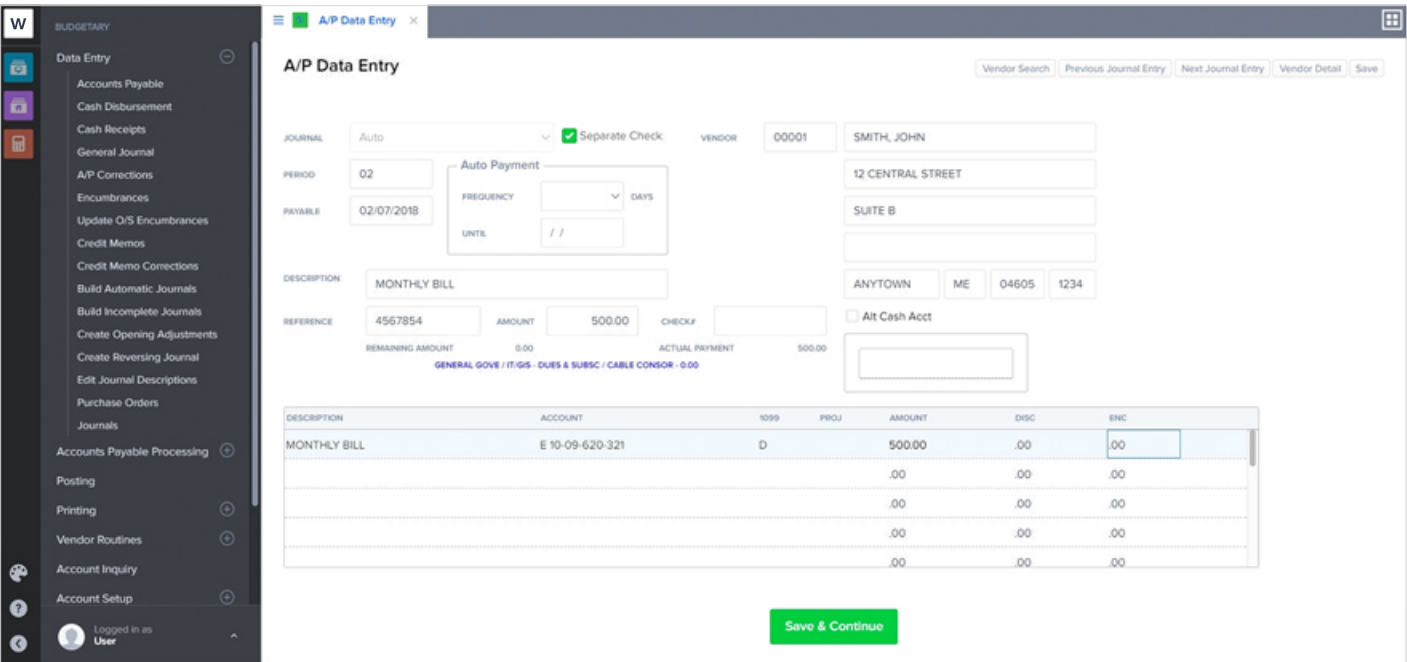 W
BUDGETARY
Data Entry
Accounts Payable
Cash Disbursement
Cash Receipts
General Journal
A/P Corrections
Encumbrances
Update O/S Encumbrances
Credit Memos
Credit Memo Corrections
Build Automatic Journals
Build Incomplete Journals
Create Opening Adjustments
Create Reversing Journal
Edit Journal Descriptions
Purchase Orders
Journals
Accounts Payable Processing
Posting
Printing
Vendor Routines
Account Inquiry
Account Setup
Logged in as
User
A/P Data Entry
A/P Data Entry
Vendor Search Previous Journal Entry Next Journal Entry Vendor Detail Save
JOURNAL Auto Separate Check VENDOR 00001 SMITH, JOHN
PERIOD 02 Auto Payment 12 CENTRAL STREET
FREQUENCY DAYS
PAYABLE 02/07/2018 SUITE B
UNTIL / /
DESCRIPTION MONTHLY BILL ANYTOWN ME 04605 1234
REFERENCE 4567854 AMOUNT 500.00 CHECK# Alt Cash Acct
REMAINING AMOUNT 0.00 ACTUAL PAYMENT 500.00
GENERAL GOVE / IT/GIS - DUES & SUBSC / CABLE CONSOR - 0.00
DESCRIPTION ACCOUNT 1099 PROJ AMOUNT DISC ENC
MONTHLY BILL E 10-09-620-321 D 500.00 .00 .00
.00 .00 .00
.00 .00 .00
.00 .00 .00
.00 .00 .00
Save & Continue